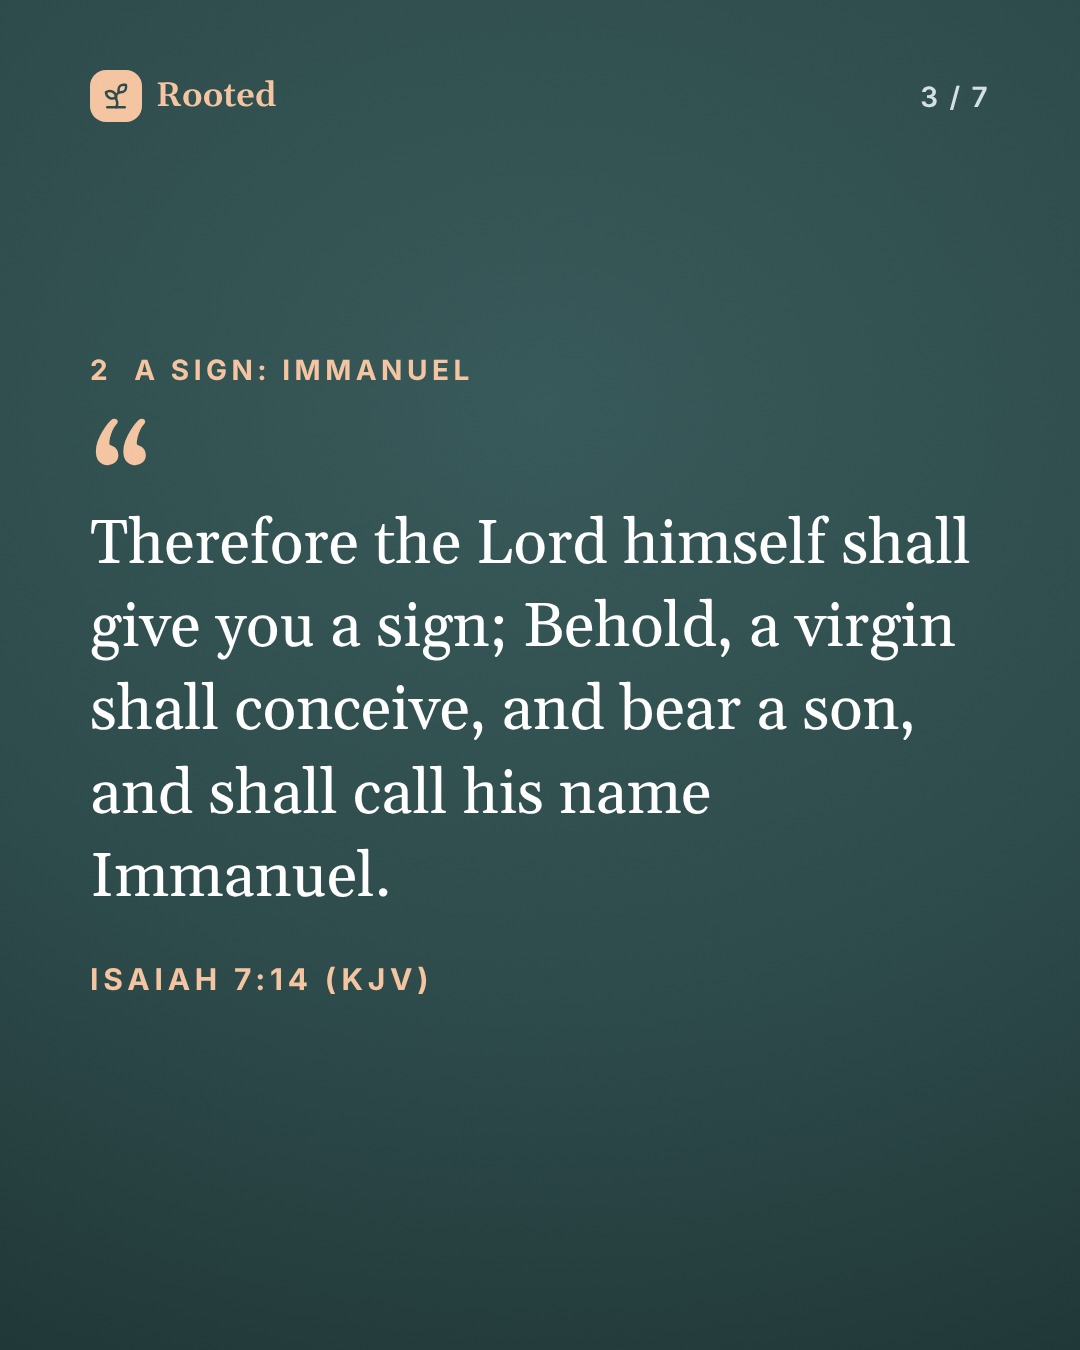 Rooted
3 / 7
2 A SIGN: IMMANUEL
“
Therefore the Lord himself shall
give you a sign; Behold, a virgin
shall conceive, and bear a son,
and shall call his name
Immanuel.
ISAIAH 7:14 (KJV)